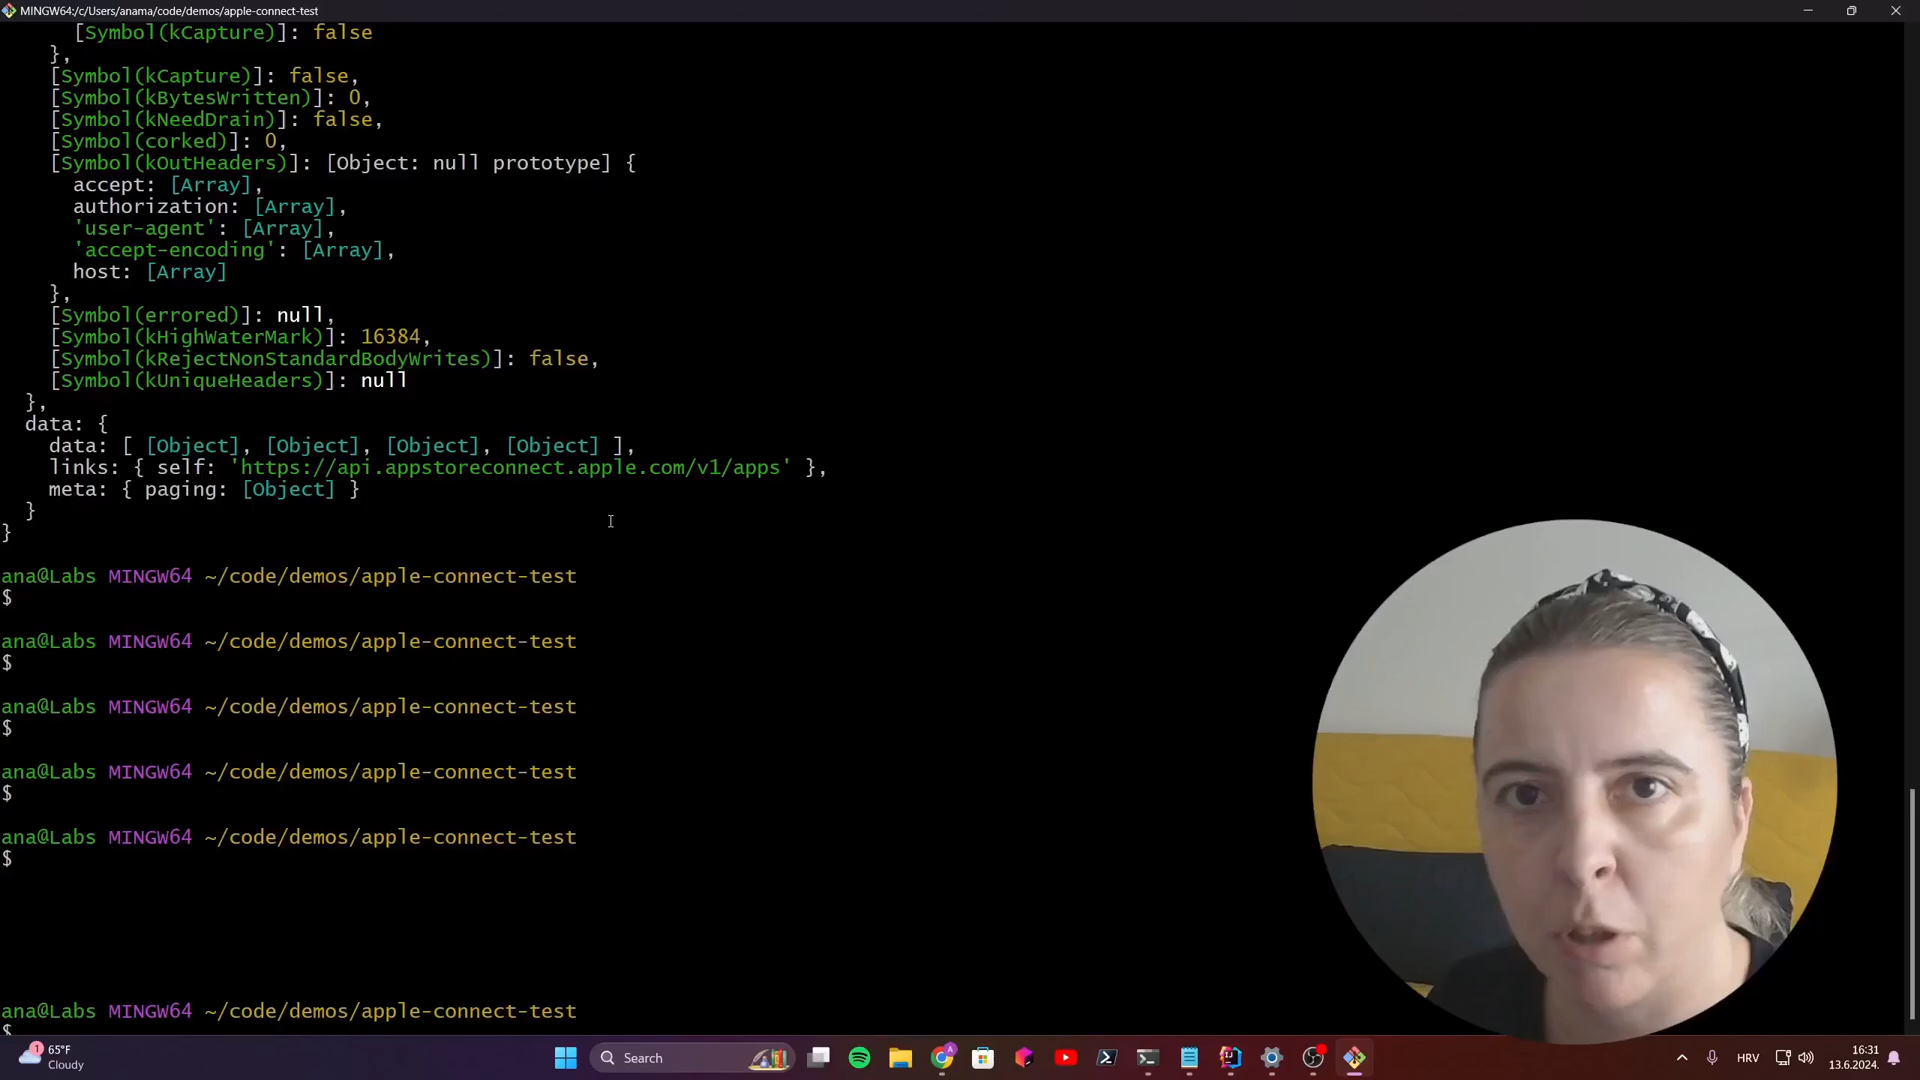 MINGW64:/c/Users/anama/code/demos/apple-connect-test
[Symbol(kCapture)]: false
},
[Symbol(kCapture)]: false,
[Symbol(kBytesWritten)]: 0,
[Symbol(kNeedDrain)]: false,
[Symbol(corked)]: 0,
[Symbol(kOutHeaders)]: [Object: null prototype] {
accept: [Array],
authorization: [Array],
'user-agent': [Array],
'accept-encoding': [Array],
host: [Array]
},
[Symbol(errored)]: null,
[Symbol(kHighWaterMark)]: 16384,
[Symbol(kRejectNonStandardBodyWrites)]: false,
[Symbol(kUniqueHeaders)]: null
},
data: {
data: [ [Object], [Object], [Object], [Object] ],
links: { self: 'https://api.appstoreconnect.apple.com/v1/apps' },
meta: { paging: [Object] }
}
}
ana@Labs MINGW64 ~/code/demos/apple-connect-test
$
ana@Labs MINGW64 ~/code/demos/apple-connect-test
$
ana@Labs MINGW64 ~/code/demos/apple-connect-test
$
ana@Labs MINGW64 ~/code/demos/apple-connect-test
$
ana@Labs MINGW64 ~/code/demos/apple-connect-test
$
ana@Labs MINGW64 ~/code/demos/apple-connect-test
$
1
65°F
Cloudy
Search
A
HRV
16:31
13.6.2024.